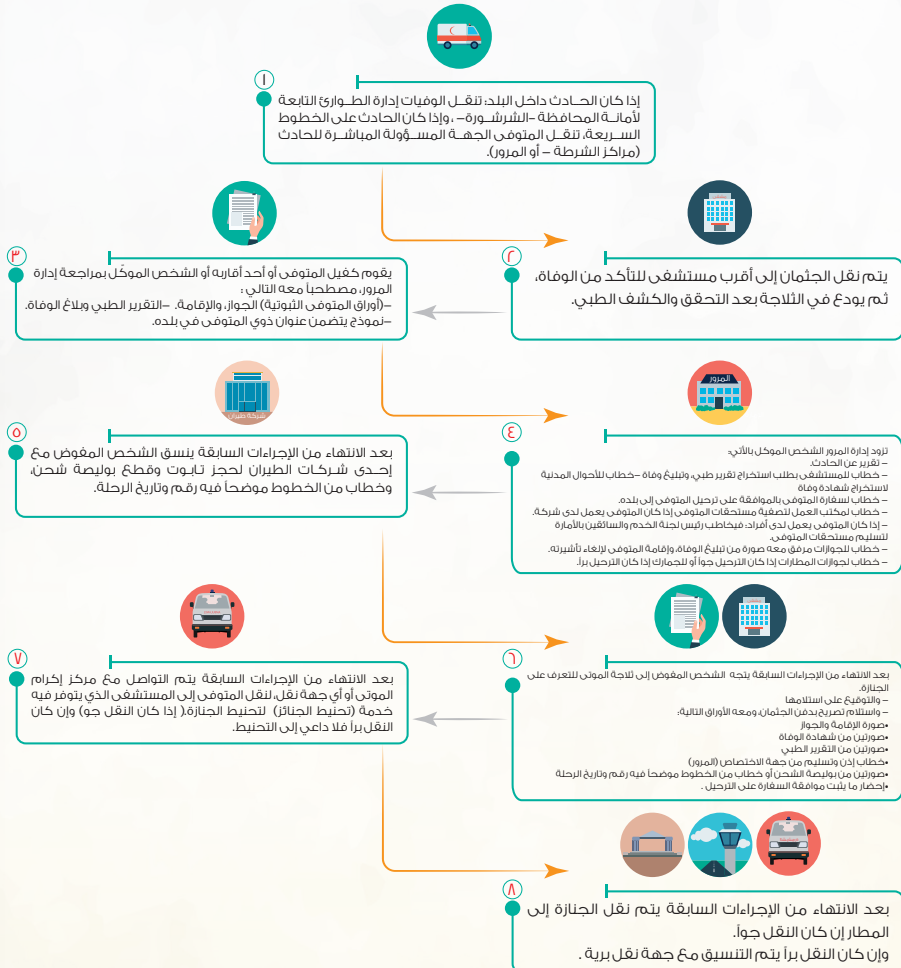 ١
إذا كان الحــادث داخل البلد: تنقــل الوفيات إدارة الطــوارئ التابعة
لأمانــة المحافظة –الشرشــورة– ، وإذا كان الحادث على الخطوط
الســريعة، تنقــل المتوفى الجهــة المســؤولة المباشــرة للحادث
(مراكز الشرطة – أو المرور).
٢
يتم نقل الجثمان إلى أقرب مستشفى للتأكد من الوفاة،
ثم يودع في الثلاجة بعد التحقق والكشف الطبي.
٣
يقوم كفيل المتوفى أو أحد أقاربه أو الشخص الموكّل بمراجعة إدارة
المرور، مصطحباً معه التالي :
–(أوراق المتوفى الثبوتية) الجواز، والإقامة. –التقرير الطبي وبلاغ الوفاة.
–نموذج يتضمن عنوان ذوي المتوفى في بلده.
المرور
٤
تزود إدارة المرور الشخص الموكل بالآتي:
– تقرير عن الحادث.
– خطاب للمستشفى بطلب استخراج تقرير طبي، وتبليغ وفاة –خطاب للأحوال المدنية
لاستخراج شهادة وفاة
– خطاب لسفارة المتوفى بالموافقة على ترحيل المتوفى إلى بلده.
– خطاب لمكتب العمل لتصفية مستحقات المتوفى إذا كان المتوفى يعمل لدى شركة.
– إذا كان المتوفى يعمل لدى أفراد: فيخاطب رئيس لجنة الخدم والسائقين بالأمارة
لتسليم مستحقات المتوفى.
– خطاب للجوازات مرفق معه صورة من تبليغ الوفاة، وإقامة المتوفى لإلغاء تأشيرته.
– خطاب لجوازات المطارات إذا كان الترحيل جواً أو للجمارك إذا كان الترحيل براً.
شركة طيران
٥
بعد الانتهاء من الإجراءات السابقة ينسق الشخص المفوض مع
إحــدى شركــات الطيران لحجز تــابوت وقطــع بوليصة شحــن،
وخطاب من الخطوط موضحاً فيه رقم وتاريخ الرحلة.
٦
بعد الانتهاء من الإجراءات السابقة يتجه الشخص المفوض إلى ثلاجة الموتى للتعرف على
الجنازة.
– والتوقيع على استلامها
– واستلام تصريح بدفن الجثمان، ومعه الأوراق التالية:
•صورة الإقامة والجواز
•صورتين من شهادة الوفاة
•صورتين من التقرير الطبي
•خطاب إذن وتسليم من جهة الاختصاص (المرور)
•صورتين من بوليصة الشحن أو خطاب من الخطوط موضحاً فيه رقم وتاريخ الرحلة
•إحضار ما يثبت موافقة السفارة على الترحيل .
٧
بعد الانتهاء من الإجراءات السابقة يتم التواصل مع مركز إكرام
الموتى أو أي جهة نقل، لنقل المتوفى إلى المستشفى الذي يتوفر فيه
خدمة (تحنيط الجنائز) لتحنيط الجنازة.( إذا كان النقل جو) وإن كان
النقل براً فلا داعي إلى التحنيط.
٨
بعد الانتهاء من الإجراءات السابقة يتم نقل الجنازة إلى
المطار إن كان النقل جواً.
وإن كان النقل براً يتم التنسيق مع جهة نقل برية .